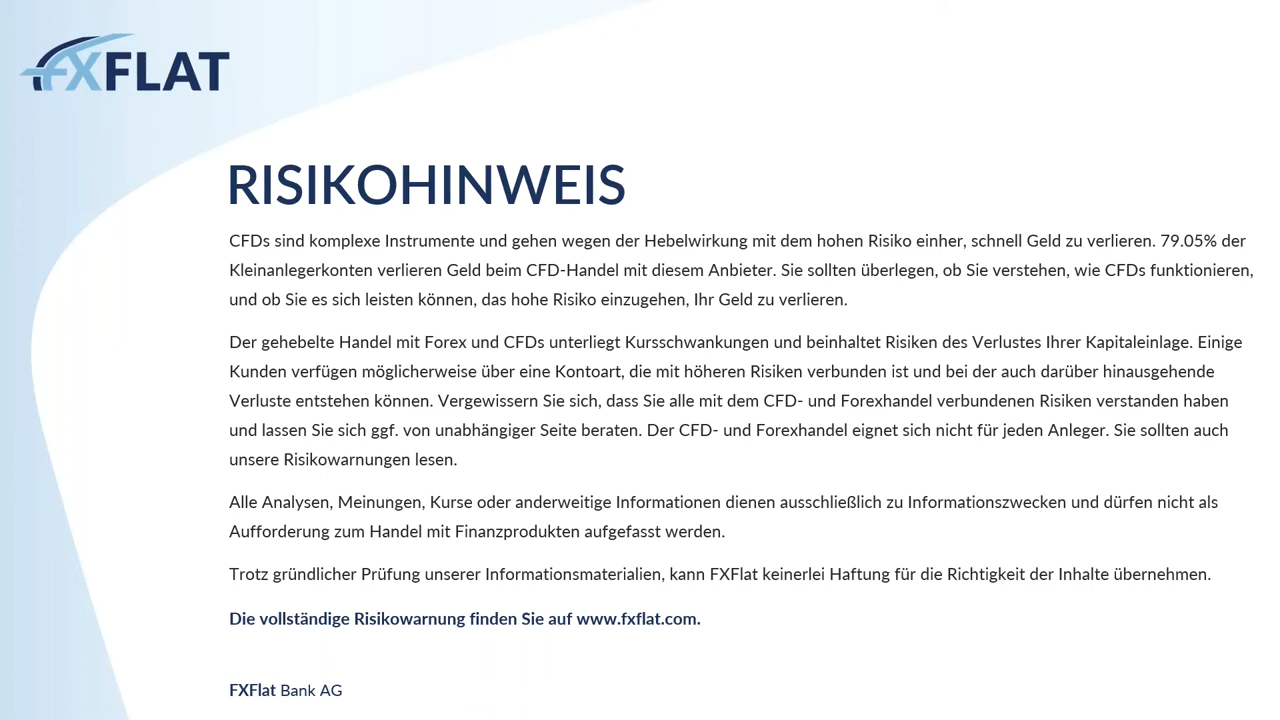 FXFLAT
RISIKOHINWEIS
CFDs sind komplexe Instrumente und gehen wegen der Hebelwirkung mit dem hohen Risiko einher, schnell Geld zu verlieren. 79.05% der
Kleinanlegerkonten verlieren Geld beim CFD-Handel mit diesem Anbieter. Sie sollten überlegen, ob Sie verstehen, wie CFDs funktionieren,
und ob Sie es sich leisten können, das hohe Risiko einzugehen, Ihr Geld zu verlieren.
Der gehebelte Handel mit Forex und CFDs unterliegt Kursschwankungen und beinhaltet Risiken des Verlustes Ihrer Kapitaleinlage. Einige
Kunden verfügen möglicherweise über eine Kontoart, die mit höheren Risiken verbunden ist und bei der auch darüber hinausgehende
Verluste entstehen können. Vergewissern Sie sich, dass Sie alle mit dem CFD- und Forexhandel verbundenen Risiken verstanden haben
und lassen Sie sich ggf. von unabhängiger Seite beraten. Der CFD- und Forexhandel eignet sich nicht für jeden Anleger. Sie sollten auch
unsere Risikowarnungen lesen.
Alle Analysen, Meinungen, Kurse oder anderweitige Informationen dienen ausschließlich zu Informationszwecken und dürfen nicht als
Aufforderung zum Handel mit Finanzprodukten aufgefasst werden.
Trotz gründlicher Prüfung unserer Informationsmaterialien, kann FXFlat keinerlei Haftung für die Richtigkeit der Inhalte übernehmen.
Die vollständige Risikowarnung finden Sie auf www.fxflat.com.
FXFlat Bank AG